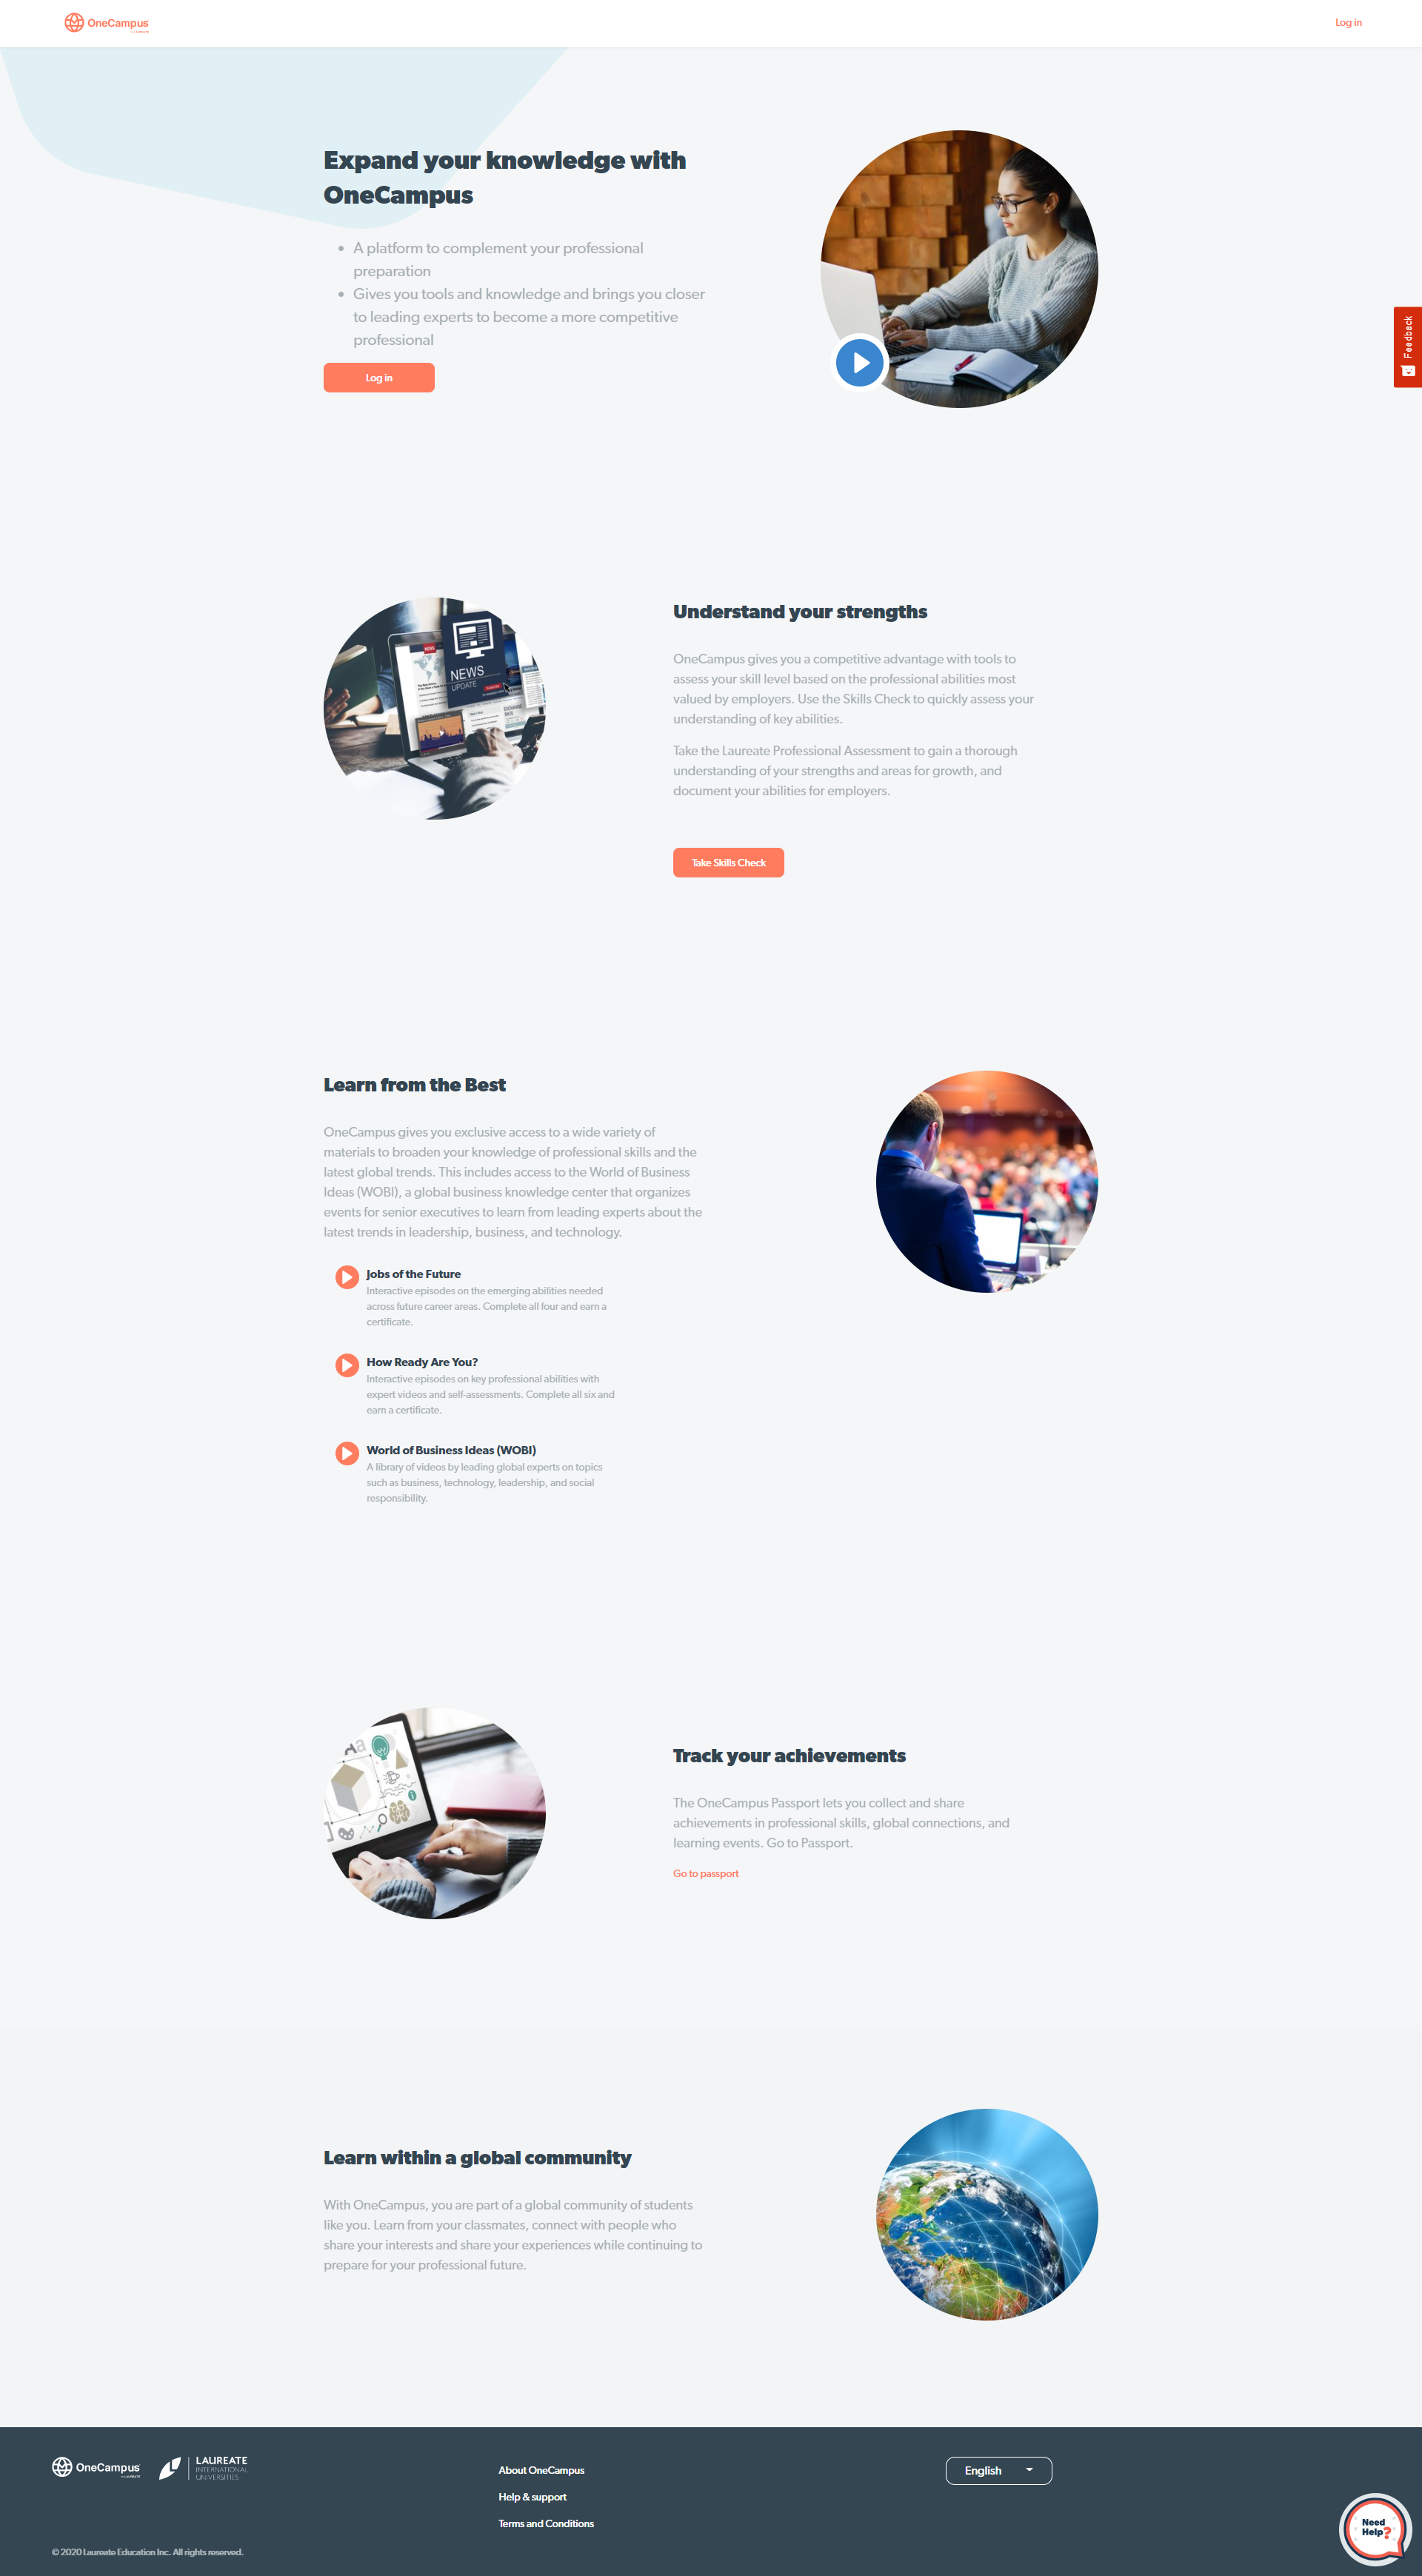 OneCampus
Log in
Expand your knowledge with
OneCampus
A platform to complement your professional
preparation
Gives you tools and knowledge and brings you closer
to leading experts to become a more competitive
professional
Log in
Feedback
NEWS
UPDATE
Understand your strengths
OneCampus gives you a competitive advantage with tools to
assess your skill level based on the professional abilities most
valued by employers. Use the Skills Check to quickly assess your
understanding of key abilities.
Take the Laureate Professional Assessment to gain a thorough
understanding of your strengths and areas for growth, and
document your abilities for employers.
Take Skills Check
Learn from the Best
OneCampus gives you exclusive access to a wide variety of
materials to broaden your knowledge of professional skills and the
latest global trends. This includes access to the World of Business
Ideas (WOBI), a global business knowledge center that organizes
events for senior executives to learn from leading experts about the
latest trends in leadership, business, and technology.
Jobs of the Future
Interactive episodes on the emerging abilities needed
across future career areas. Complete all four and earn a
certificate.
How Ready Are You?
Interactive episodes on key professional abilities with
expert videos and self-assessments. Complete all six and
earn a certificate.
World of Business Ideas (WOBI)
A library of videos by leading global experts on topics
such as business, technology, leadership, and social
responsibility.
Track your achievements
The OneCampus Passport lets you collect and share
achievements in professional skills, global connections, and
learning events. Go to Passport.
Go to passport
Learn within a global community
With OneCampus, you are part of a global community of students
like you. Learn from your classmates, connect with people who
share your interests and share your experiences while continuing to
prepare for your professional future.
OneCampus
LAUREATE
INTERNATIONAL
UNIVERSITIES
About OneCampus
Help & support
Terms and Conditions
English
Need
Help?
© 2020 Laureate Education Inc. All rights reserved.